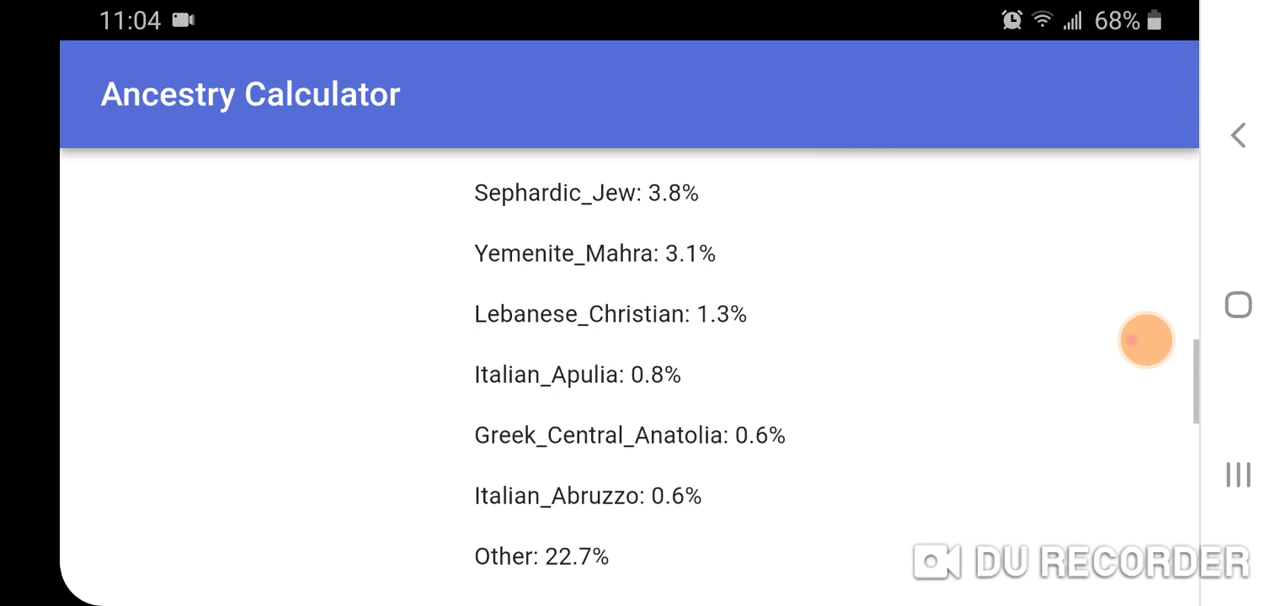 11:04 68%
Ancestry Calculator
Sephardic_Jew: 3.8%
Yemenite_Mahra: 3.1%
Lebanese_Christian: 1.3%
Italian_Apulia: 0.8%
Greek_Central_Anatolia: 0.6%
Italian_Abruzzo: 0.6%
Other: 22.7%
DU RECORDER